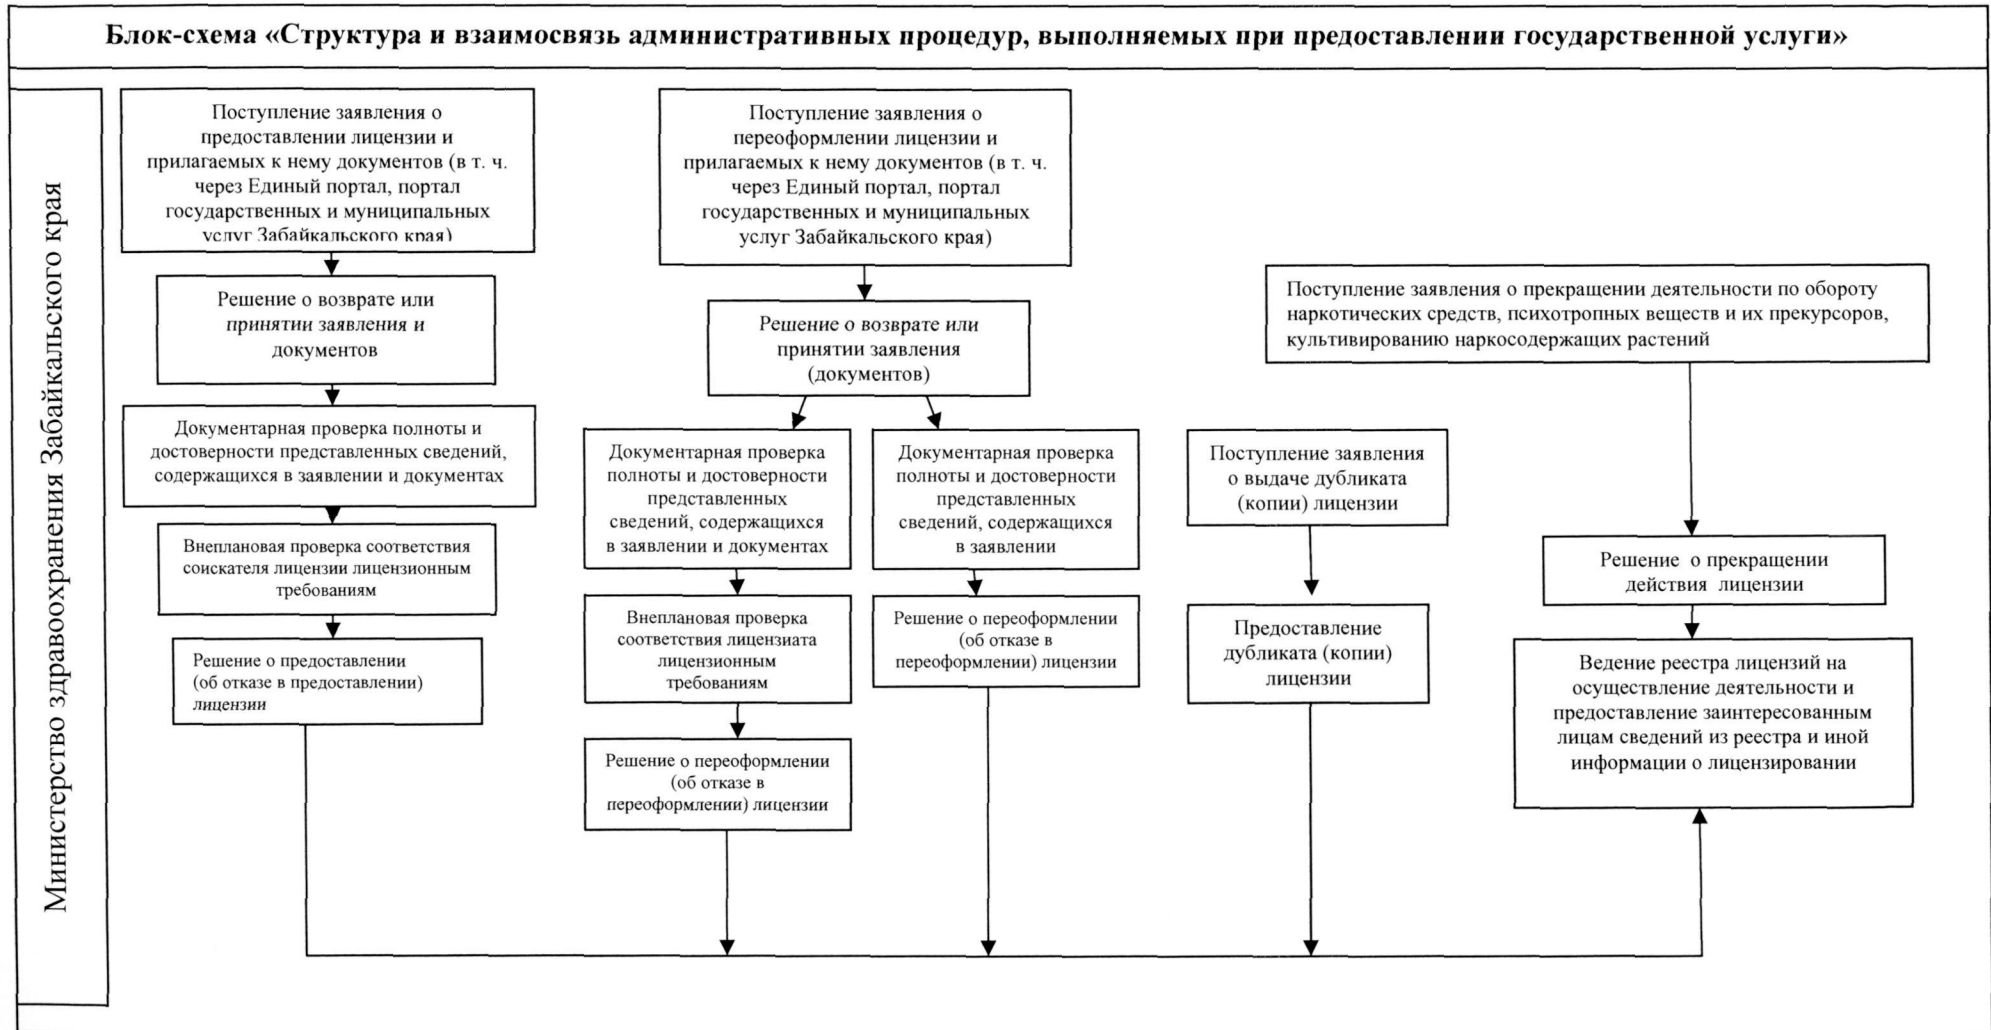 Блок-схема «Структура и взаимосвязь административных процедур, выполняемых при предоставлении государственной услуги»
Министерство здравоохранения Забайкальского края
Поступление заявления о
предоставлении лицензии и
прилагаемых к нему документов (в т. ч.
через Единый портал, портал
государственных и муниципальных
услуг Забайкальского края)
Решение о возврате или
принятии заявления и
документов
Документарная проверка полноты и
достоверности представленных сведений,
содержащихся в заявлении и документах
Внеплановая проверка соответствия
соискателя лицензии лицензионным
требованиям
Решение о предоставлении
(об отказе в предоставлении)
лицензии
Поступление заявления о
переоформлении лицензии и
прилагаемых к нему документов (в т. ч.
через Единый портал, портал
государственных и муниципальных
услуг Забайкальского края)
Решение о возврате или
принятии заявления
(документов)
Документарная проверка
полноты и достоверности
представленных
сведений, содержащихся
в заявлении и документах
Внеплановая проверка
соответствия лицензиата
лицензионным
требованиям
Решение о переоформлении
(об отказе в
переоформлении) лицензии
Документарная проверка
полноты и достоверности
представленных
сведений, содержащихся
в заявлении
Решение о переоформлении
(об отказе в
переоформлении) лицензии
Поступление заявления
о выдаче дубликата
(копии) лицензии
Предоставление
дубликата (копии)
лицензии
Поступление заявления о прекращении деятельности по обороту
наркотических средств, психотропных веществ и их прекурсоров,
культивированию наркосодержащих растений
Решение о прекращении
действия лицензии
Ведение реестра лицензий на
осуществление деятельности и
предоставление заинтересованным
лицам сведений из реестра и иной
информации о лицензировании